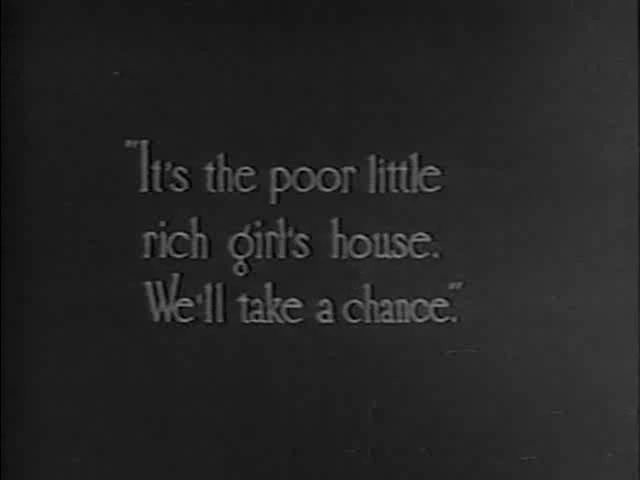 "It's the poor little
rich girl's house.
We'll take a chance."